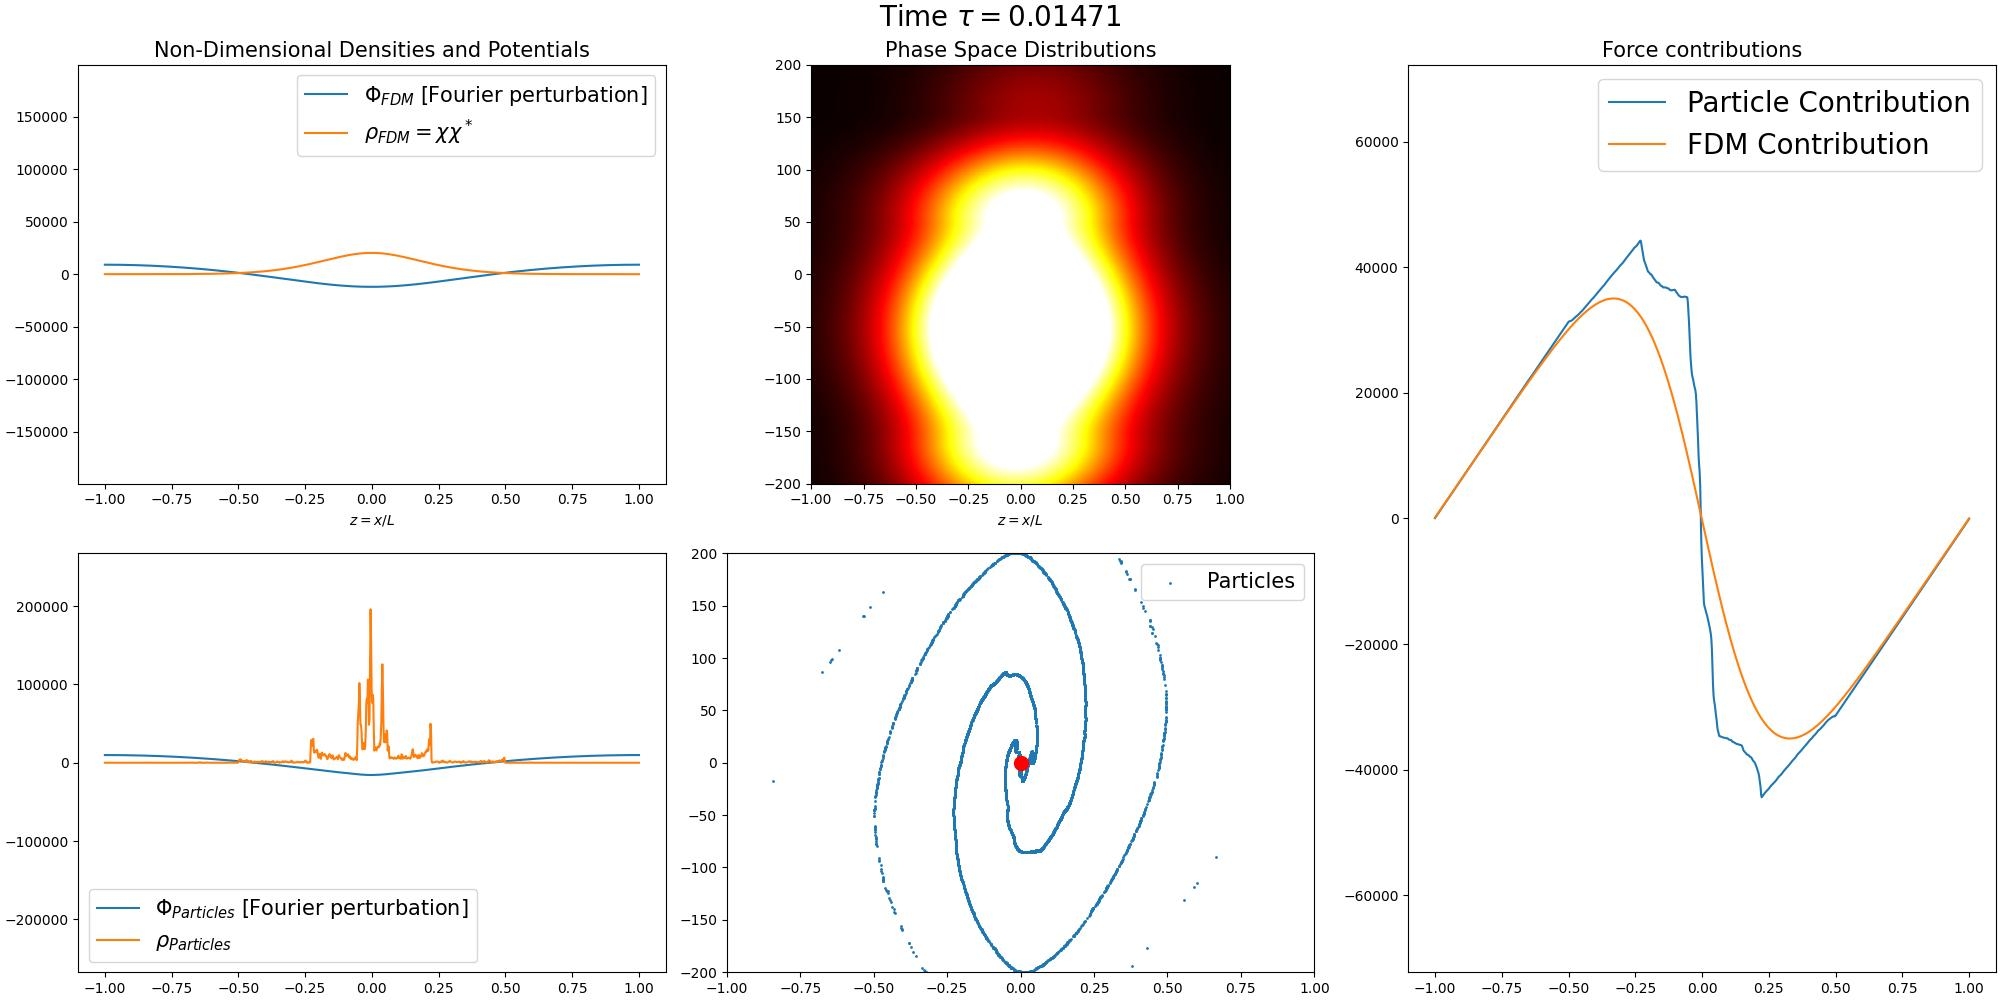 Time τ = 0.01471
Non-Dimensional Densities and Potentials
Φ_FDM [Fourier perturbation]
ρ_FDM = χχ*
150000
100000
50000
0
−50000
−100000
−150000
−1.00 −0.75 −0.50 −0.25 0.00 0.25 0.50 0.75 1.00
z = x/L
Phase Space Distributions
200
150
100
50
0
−50
−100
−150
−200
−1.00 −0.75 −0.50 −0.25 0.00 0.25 0.50 0.75 1.00
z = x/L
Force contributions
Particle Contribution
FDM Contribution
60000
40000
20000
0
−20000
−40000
−60000
−1.00 −0.75 −0.50 −0.25 0.00 0.25 0.50 0.75 1.00
200000
100000
0
−100000
−200000
Φ_Particles [Fourier perturbation]
ρ_Particles
−1.00 −0.75 −0.50 −0.25 0.00 0.25 0.50 0.75 1.00
Particles
200
150
100
50
0
−50
−100
−150
−200
−1.00 −0.75 −0.50 −0.25 0.00 0.25 0.50 0.75 1.00